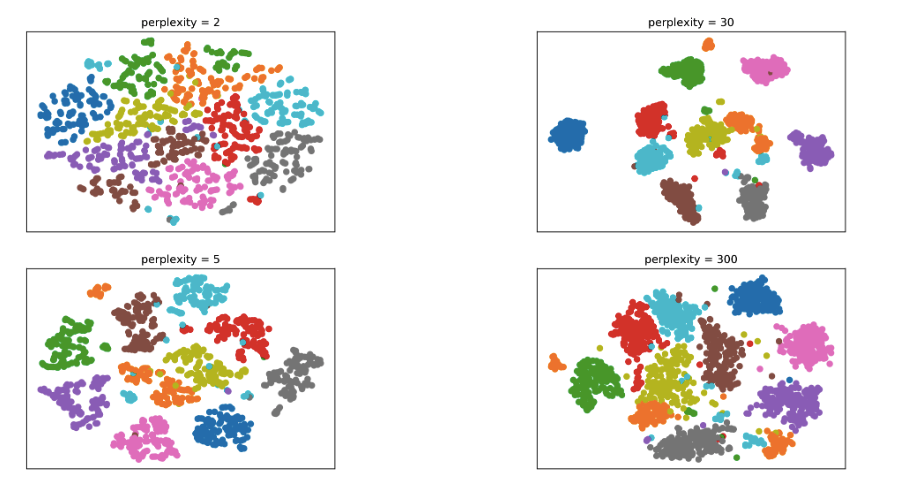 perplexity = 2
perplexity = 30
perplexity = 5
perplexity = 300